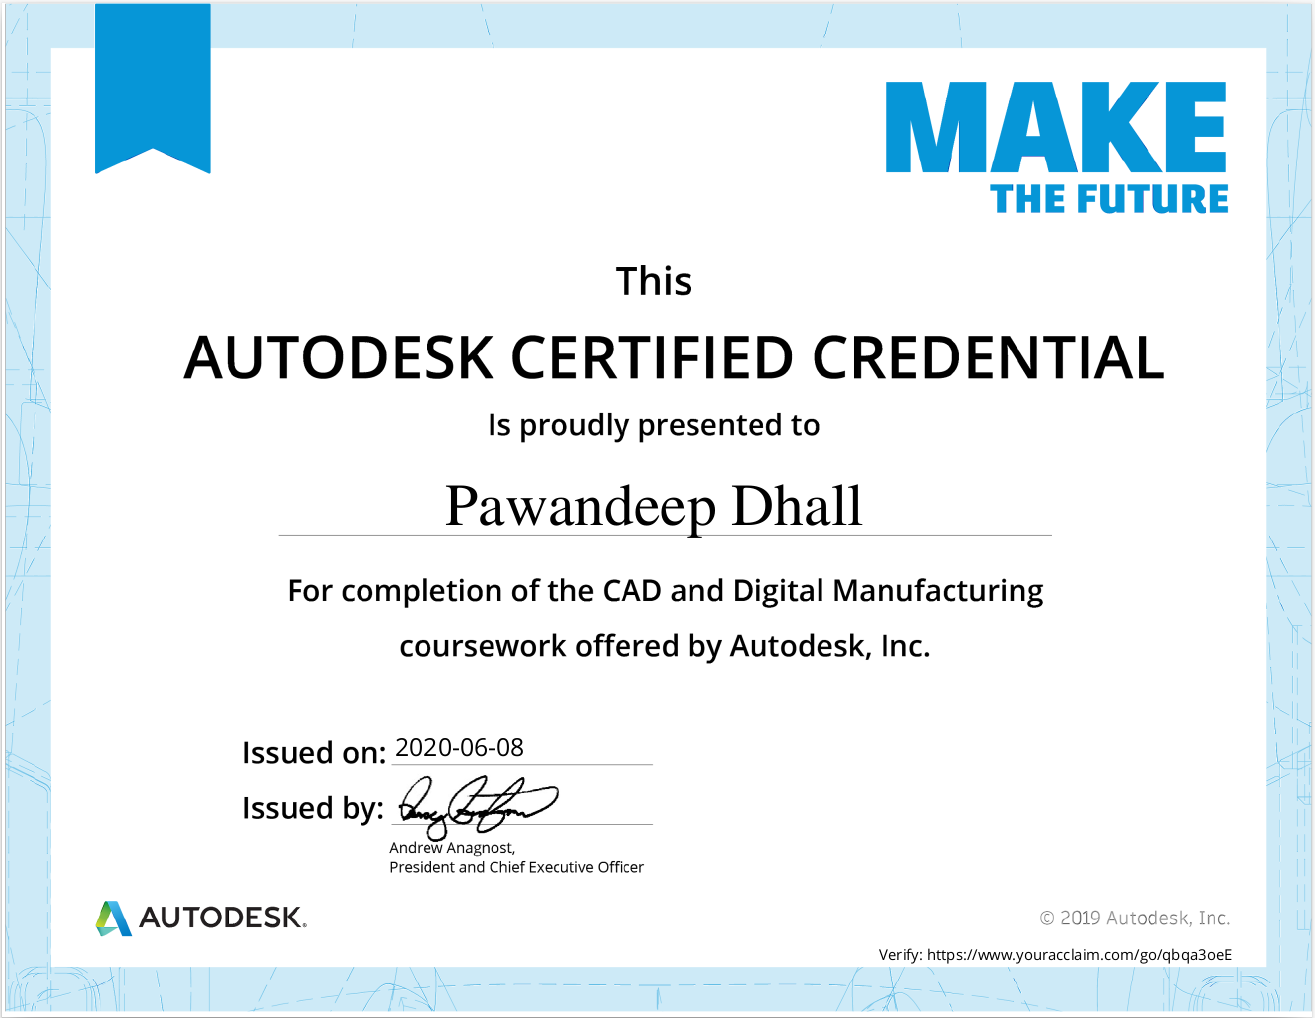 MAKE
THE FUTURE
This
AUTODESK CERTIFIED CREDENTIAL
Is proudly presented to
Pawandeep Dhall
For completion of the CAD and Digital Manufacturing
coursework offered by Autodesk, Inc.
Issued on: 2020-06-08
Issued by:
Andrew Anagnost,
President and Chief Executive Officer
AUTODESK.
© 2019 Autodesk, Inc.
Verify: https://www.youracclaim.com/go/qbqa3oeE